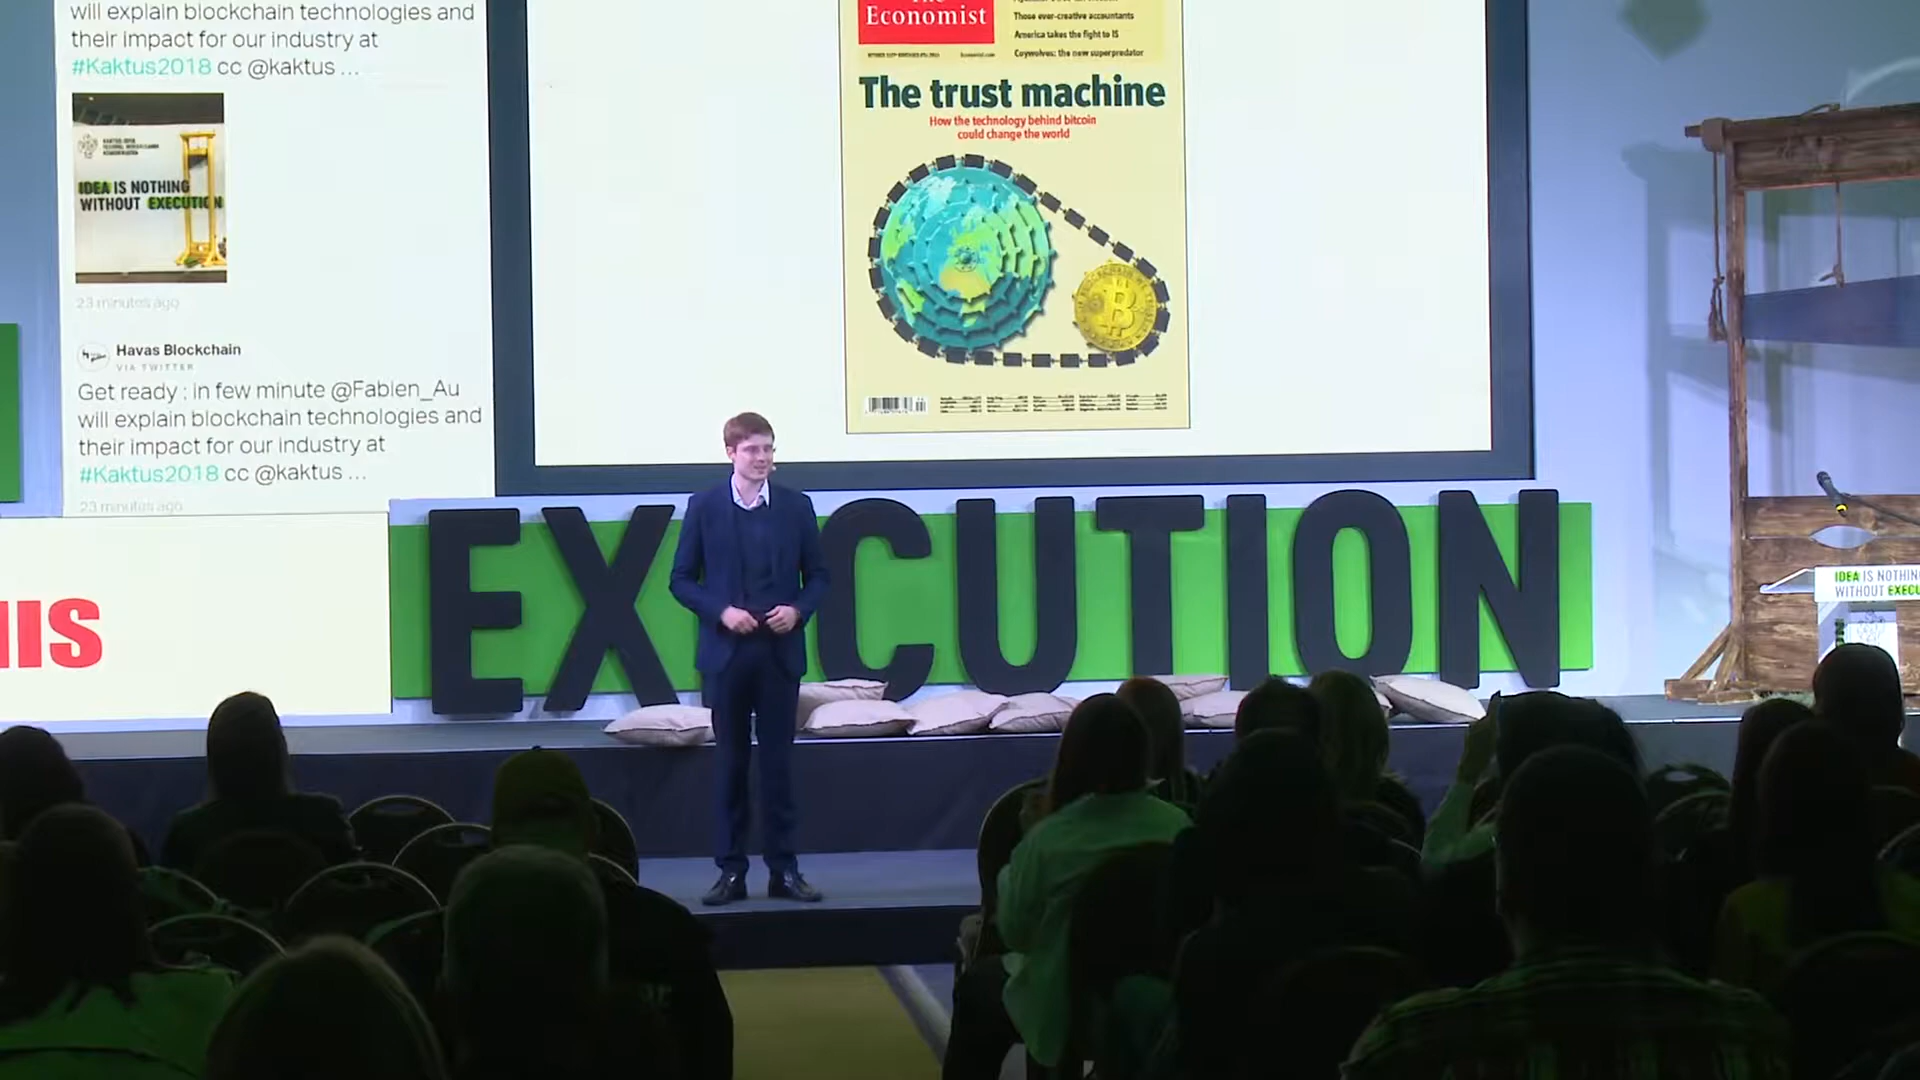 will explain blockchain technologies and
their impact for our industry at
#Kaktus2018 cc @kaktus ...
IDEA IS NOTHING
WITHOUT EXECUTION
23 minutes ago
Havas Blockchain
VIA TWITTER
Get ready : in few minute @Fabien_Au
will explain blockchain technologies and
their impact for our industry at
#Kaktus2018 cc @kaktus ...
23 minutes ago
The
Economist
Those ever-creative accountants
America takes the fight to IS
Coywolves: the new superpredator
Economist.com
The trust machine
How the technology behind bitcoin
could change the world
B
EXECUTION
IIS
IDEA IS NOTHIN
WITHOUT EXECU